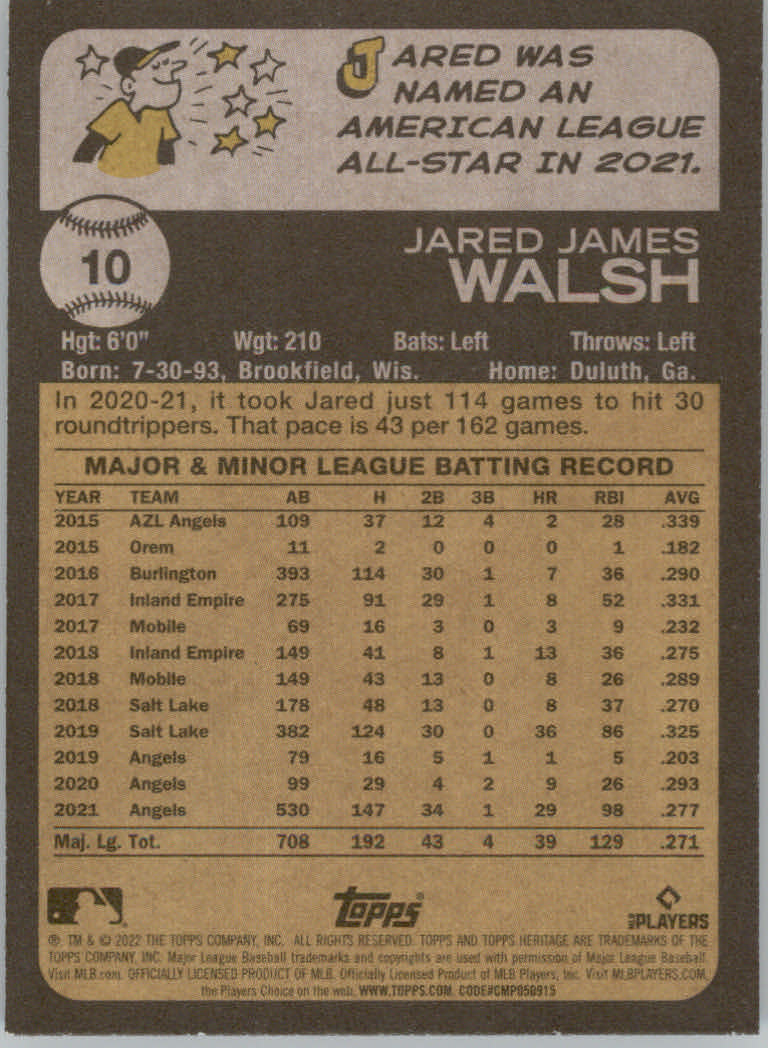 JARED WAS
NAMED AN
AMERICAN LEAGUE
ALL-STAR IN 2021.
10
JARED JAMES
WALSH
Hgt: 6'0" Wgt: 210 Bats: Left Throws: Left
Born: 7-30-93, Brookfield, Wis. Home: Duluth, Ga.
In 2020-21, it took Jared just 114 games to hit 30
roundtrippers. That pace is 43 per 162 games.
MAJOR & MINOR LEAGUE BATTING RECORD
YEAR TEAM AB H 2B 3B HR RBI AVG
2015 AZL Angels 109 37 12 4 2 28 .339
2015 Orem 11 2 0 0 0 1 .182
2016 Burlington 393 114 30 1 7 36 .290
2017 Inland Empire 275 91 29 1 8 52 .331
2017 Mobile 69 16 3 0 3 9 .232
2018 Inland Empire 149 41 8 1 13 36 .275
2018 Mobile 149 43 13 0 8 26 .289
2018 Salt Lake 178 48 13 0 8 37 .270
2019 Salt Lake 382 124 30 0 36 86 .325
2019 Angels 79 16 5 1 1 5 .203
2020 Angels 99 29 4 2 9 26 .293
2021 Angels 530 147 34 1 29 98 .277
Maj. Lg. Tot. 708 192 43 4 39 129 .271
Topps®
MLB PLAYERS
® TM & © 2022 THE TOPPS COMPANY, INC. ALL RIGHTS RESERVED. TOPPS AND TOPPS HERITAGE ARE TRADEMARKS OF THE
TOPPS COMPANY, INC. Major League Baseball trademarks and copyrights are used with permission of Major League Baseball.
Visit MLB.com. OFFICIALLY LICENSED PRODUCT OF MLB. Officially Licensed Product of MLB Players, Inc. Visit MLBPLAYERS.COM,
the Players Choice on the web. WWW.TOPPS.COM CODE#CMP050915